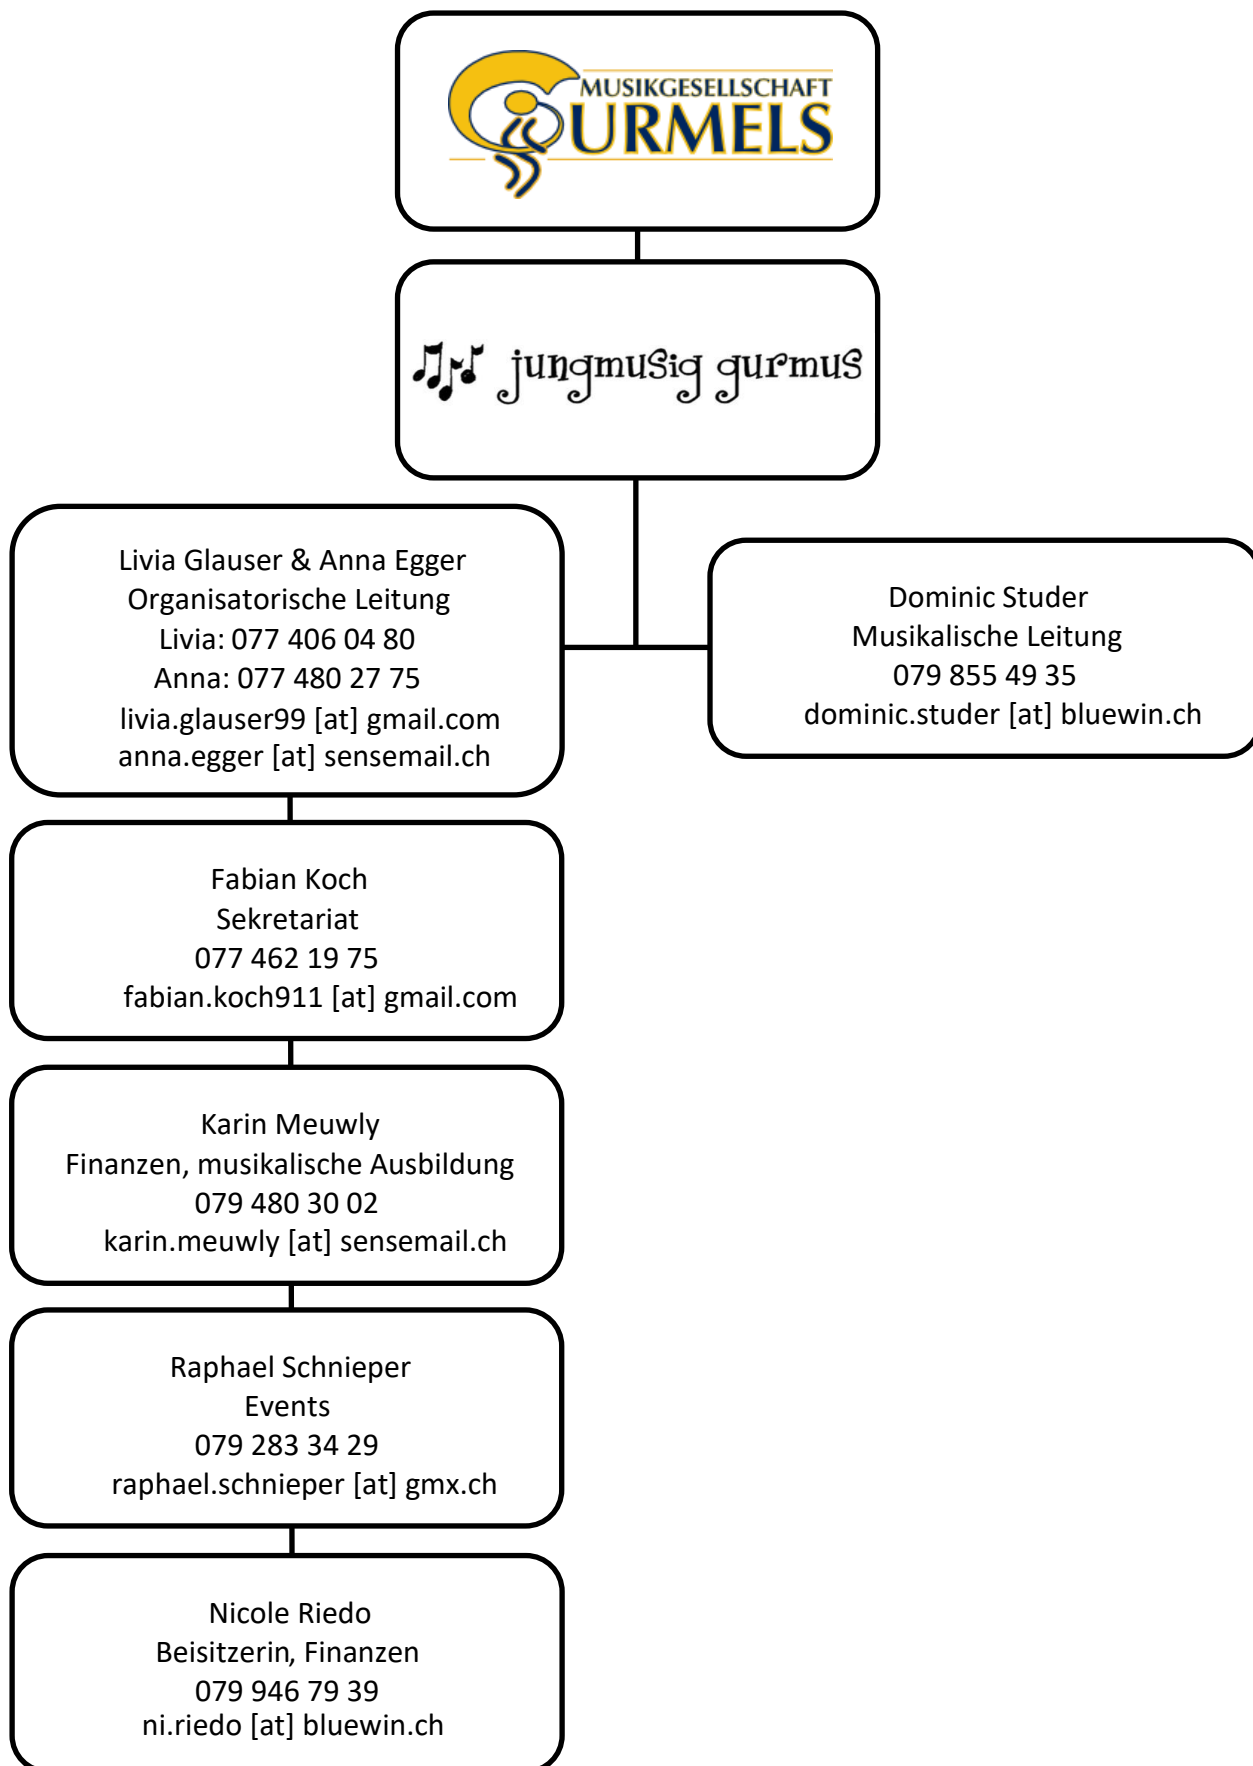 MUSIKGESELLSCHAFT
GURMELS
jungmusig gurmus
Livia Glauser & Anna Egger
Organisatorische Leitung
Livia: 077 406 04 80
Anna: 077 480 27 75
livia.glauser99 [at] gmail.com
anna.egger [at] sensemail.ch
Dominic Studer
Musikalische Leitung
079 855 49 35
dominic.studer [at] bluewin.ch
Fabian Koch
Sekretariat
077 462 19 75
fabian.koch911 [at] gmail.com
Karin Meuwly
Finanzen, musikalische Ausbildung
079 480 30 02
karin.meuwly [at] sensemail.ch
Raphael Schnieper
Events
079 283 34 29
raphael.schnieper [at] gmx.ch
Nicole Riedo
Beisitzerin, Finanzen
079 946 79 39
ni.riedo [at] bluewin.ch